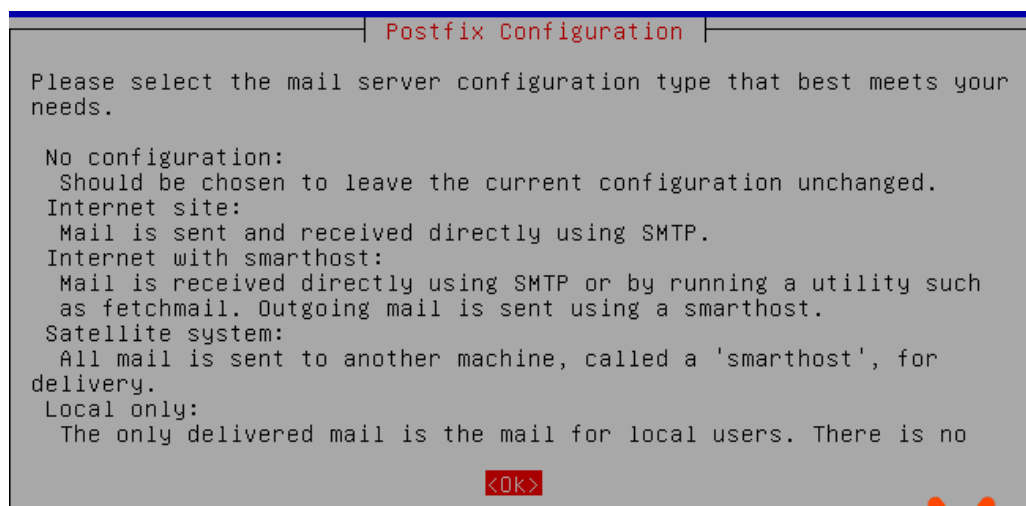 Postfix Configuration
Please select the mail server configuration type that best meets your
needs.
No configuration:
Should be chosen to leave the current configuration unchanged.
Internet site:
Mail is sent and received directly using SMTP.
Internet with smarthost:
Mail is received directly using SMTP or by running a utility such
as fetchmail. Outgoing mail is sent using a smarthost.
Satellite system:
All mail is sent to another machine, called a 'smarthost', for
delivery.
Local only:
The only delivered mail is the mail for local users. There is no
<Ok>